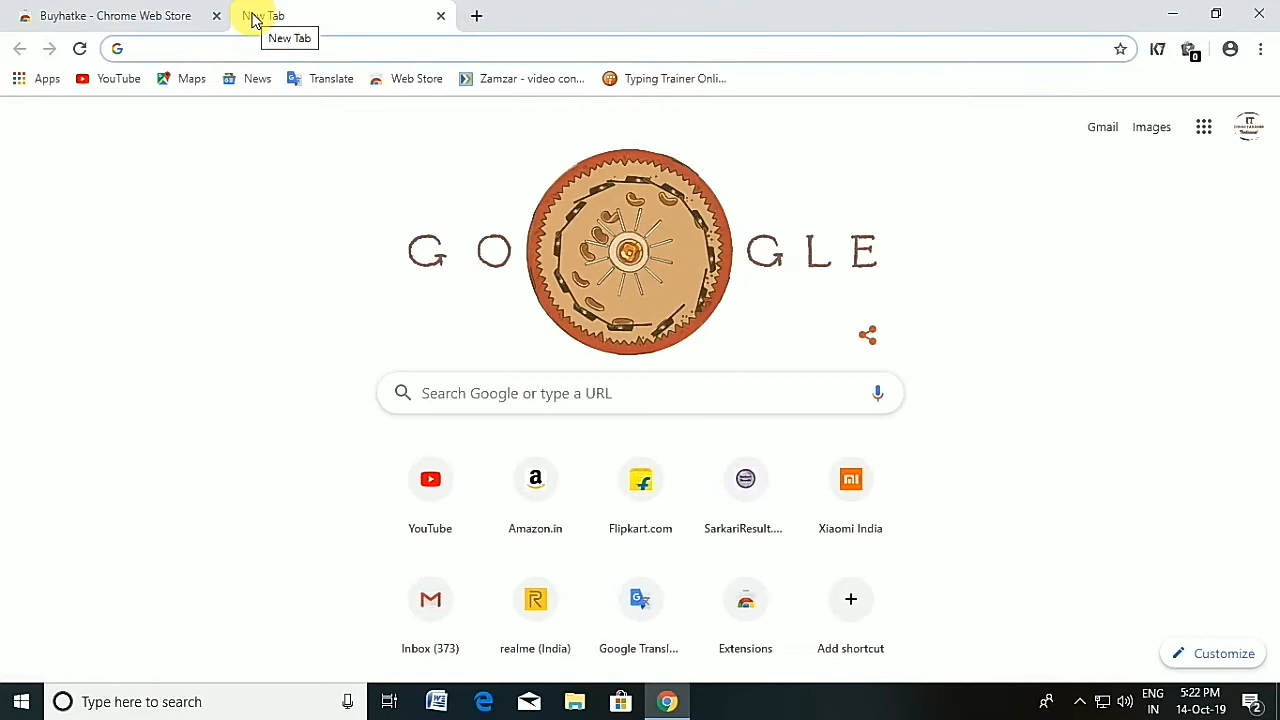 Buyhatke - Chrome Web Store
New Tab
New Tab
Apps
YouTube
Maps
News
Translate
Web Store
Zamzar - video con...
Typing Trainer Onli...
K7
0
Gmail
Images
G O G L E
Search Google or type a URL
YouTube
Amazon.in
Flipkart.com
SarkariResult....
Xiaomi India
Inbox (373)
realme (India)
Google Transl...
Extensions
Add shortcut
Customize
Type here to search
ENG
IN
5:22 PM
14-Oct-19
2